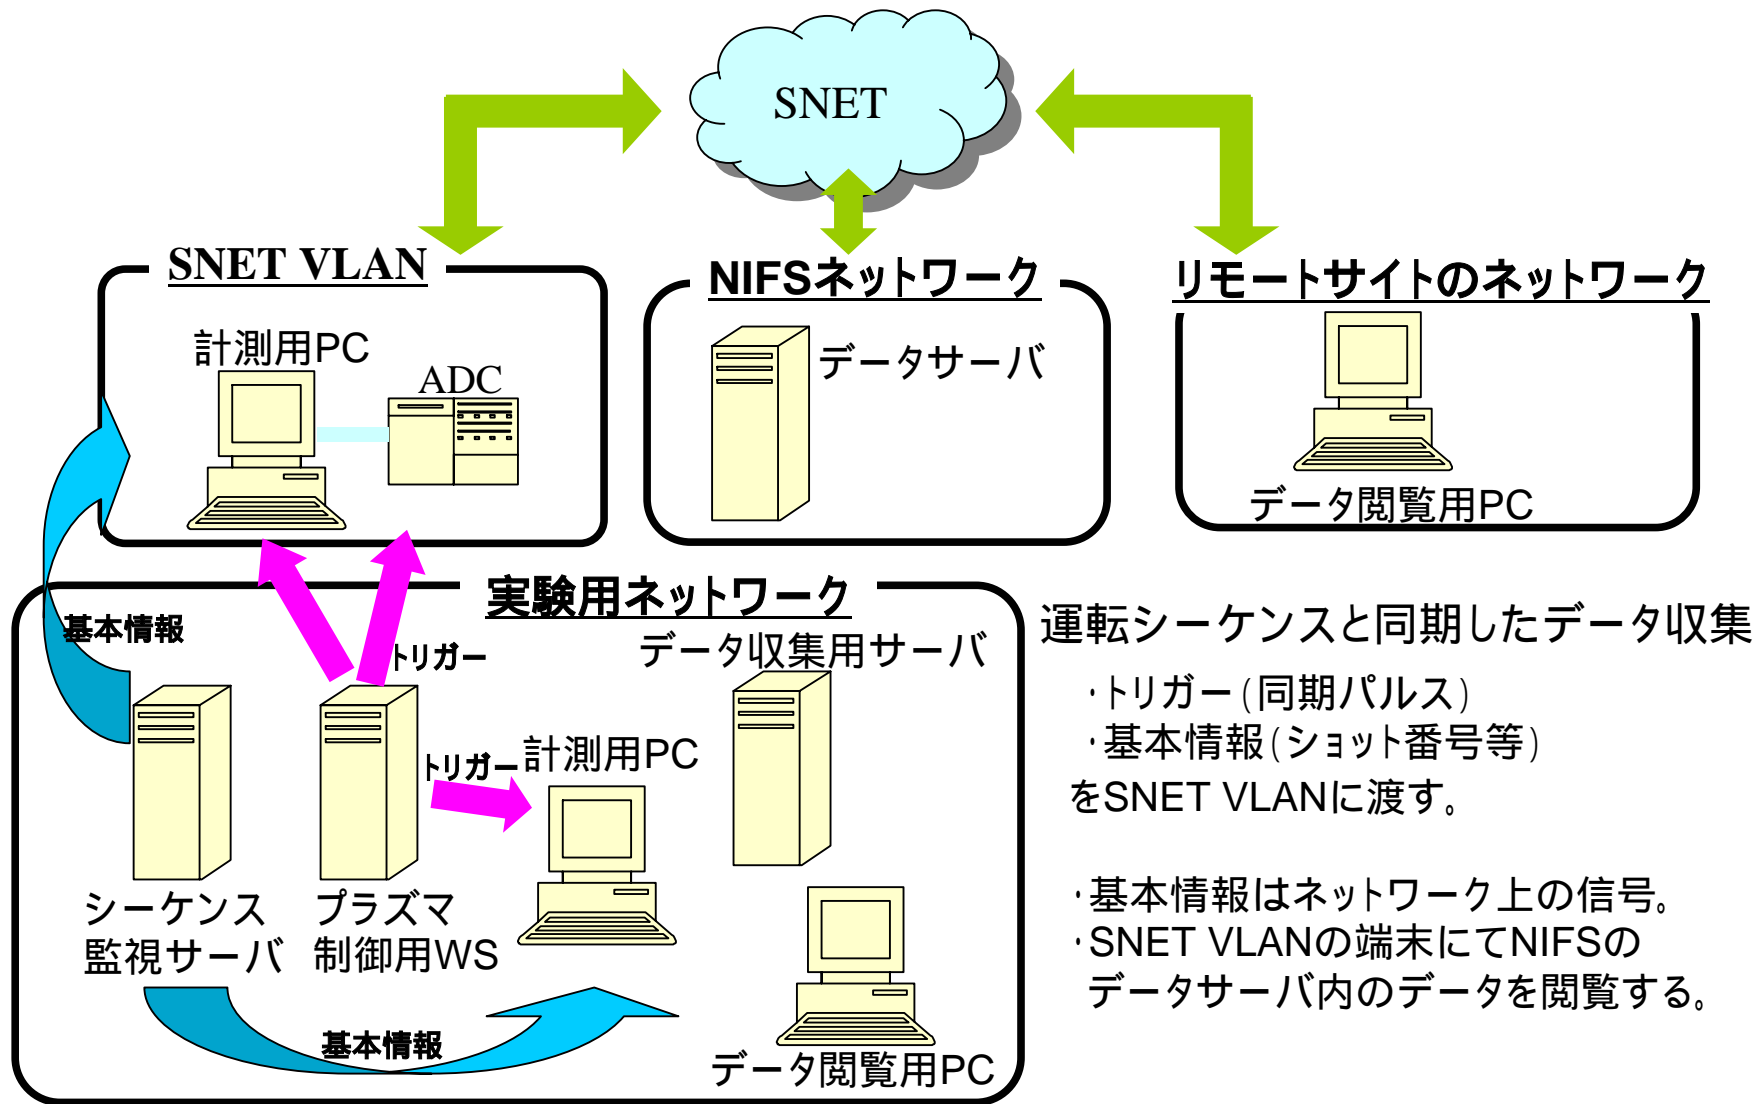 SNET
SNET VLAN
NIFSネットワーク
リモートサイトのネットワーク
計測用PC
ADC
データサーバ
データ閲覧用PC
実験用ネットワーク
基本情報
トリガー
データ収集用サーバ
トリガー
計測用PC
シーケンス
監視サーバ
プラズマ
制御用WS
基本情報
データ閲覧用PC
運転シーケンスと同期したデータ収集
・トリガー(同期パルス)
・基本情報(ショット番号等)
をSNET VLANに渡す。
・基本情報はネットワーク上の信号。
・SNET VLANの端末にてNIFSの
データサーバ内のデータを閲覧する。